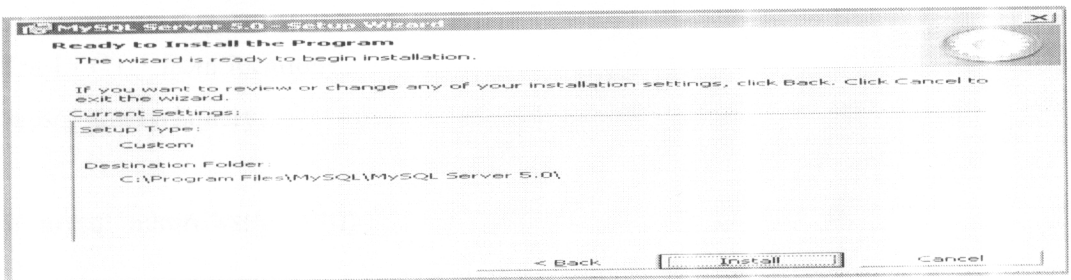 MySQL Server 5.0 - Setup Wizard
Ready to Install the Program
The wizard is ready to begin installation.
If you want to review or change any of your installation settings, click Back. Click Cancel to
exit the wizard.
Current Settings:
Setup Type:
Custom
Destination Folder:
C:\Program Files\MySQL\MySQL Server 5.0\
< Back Install Cancel